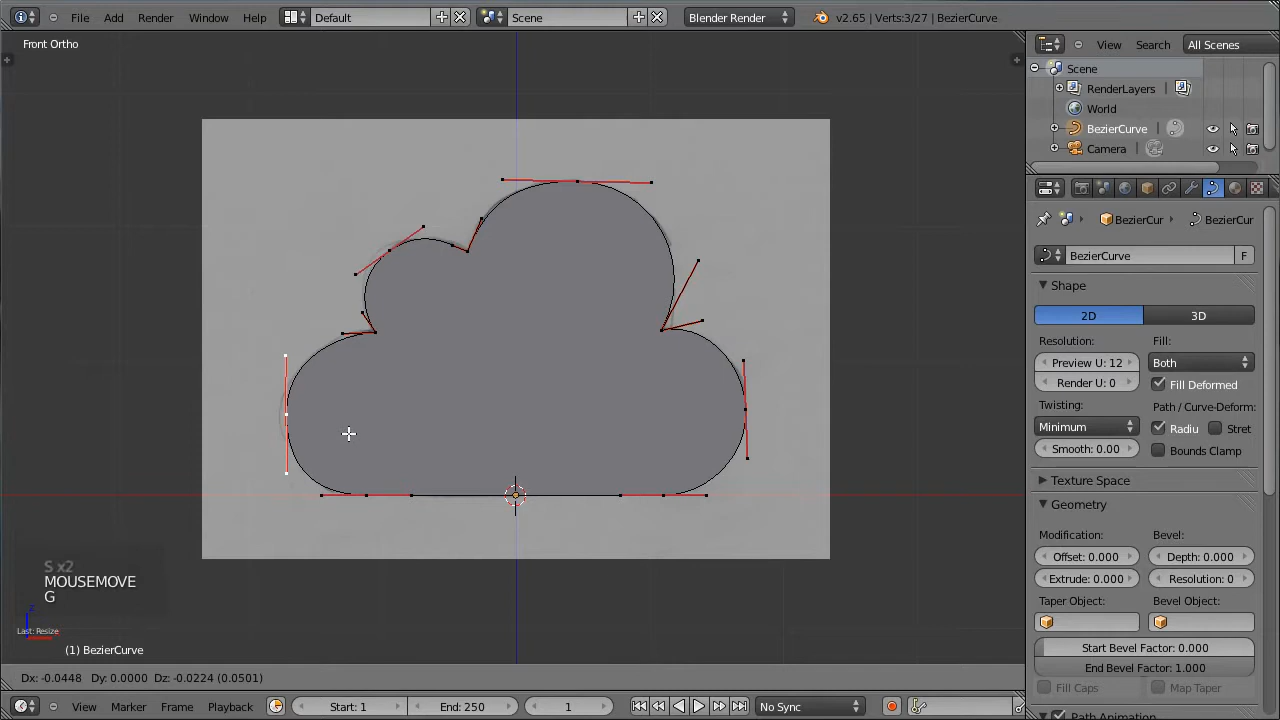 File Add Render Window Help Default Scene Blender Render v2.65 | Verts:3/27 | BezierCurve
Front Ortho
View Search All Scenes
Scene
RenderLayers
World
BezierCurve
Camera
BezierCur BezierCur
BezierCurve F
Shape
2D 3D
Resolution: Fill:
Preview U: 12 Both
Render U: 0 Fill Deformed
Twisting: Path / Curve-Deform:
Minimum Radiu Stret
Smooth: 0.00 Bounds Clamp
Texture Space
Geometry
Modification: Bevel:
Offset: 0.000 Depth: 0.000
Extrude: 0.000 Resolution: 0
Taper Object: Bevel Object:
Start Bevel Factor: 0.000
End Bevel Factor: 1.000
Fill Caps Map Taper
Path Animation
S x2
MOUSEMOVE
G
z
Last: Resize
(1) BezierCurve
Dx: -0.0448 Dy: 0.0000 Dz: -0.0224 (0.0501)
View Marker Frame Playback Start: 1 End: 250 1 No Sync